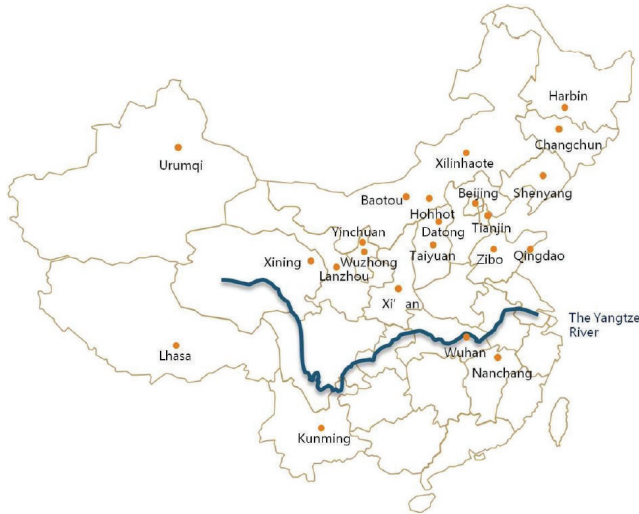 Harbin
Changchun
Urumqi
Xilinhaote
Beijing
Shenyang
Baotou
Hohhot
Datong
Tianjin
Yinchuan
Xining
Wuzhong
Taiyuan
Zibo
Qingdao
Lanzhou
Xi' an
The Yangtze
River
Lhasa
Wuhan
Nanchang
Kunming